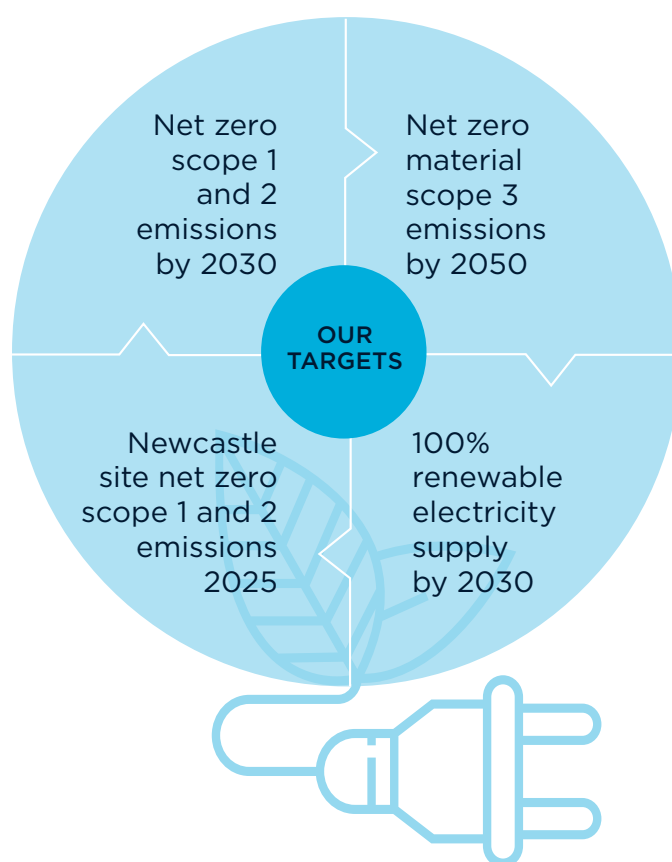 Net zero
scope 1
and 2
emissions
by 2030
Net zero
material
scope 3
emissions
by 2050
OUR
TARGETS
Newcastle
site net zero
scope 1 and 2
emissions
2025
100%
renewable
electricity
supply
by 2030